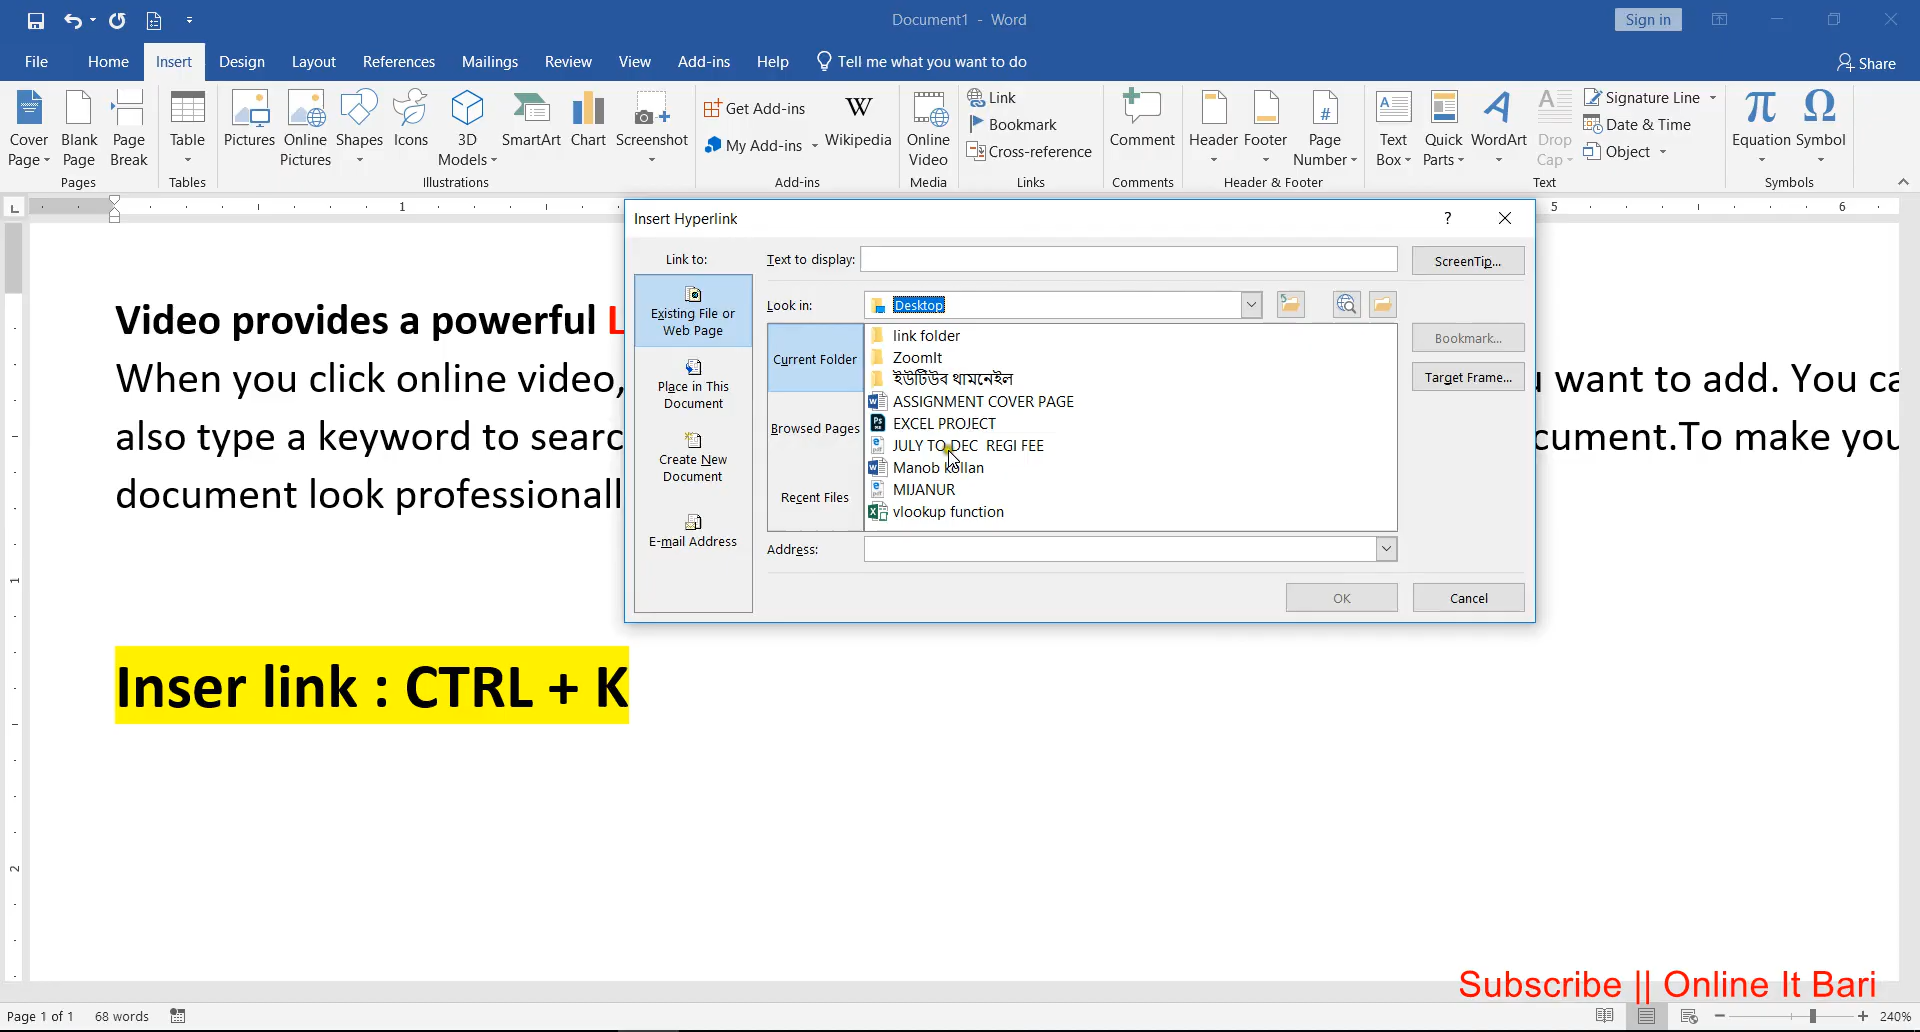 Document1 - Word
Sign in
File Home Insert Design Layout References Mailings Review View Add-ins Help Tell me what you want to do Share
Cover Page
Blank Page
Page Break
Pages
Table
Tables
Pictures
Online Pictures
Shapes
Icons
3D Models
SmartArt
Chart
Screenshot
Illustrations
Get Add-ins
My Add-ins
Wikipedia
Add-ins
Online Video
Media
Link
Bookmark
Cross-reference
Links
Comment
Comments
Header
Footer
Page Number
Header & Footer
Text Box
Quick Parts
WordArt
Drop Cap
Signature Line
Date & Time
Object
Text
Equation
Symbol
Symbols
1 5 6
Insert Hyperlink
Link to:
Existing File or Web Page
Place in This Document
Create New Document
E-mail Address
Text to display:
ScreenTip...
Look in: Desktop
Current Folder
Browsed Pages
Recent Files
link folder
ZoomIt
ইউটিউব থামনেইল
ASSIGNMENT COVER PAGE
EXCEL PROJECT
JULY TO DEC REGI FEE
Manob kollan
MIJANUR
vlookup function
Bookmark...
Target Frame...
Address:
OK Cancel
Video provides a powerful L
When you click online video, want to add. You ca
also type a keyword to searc cument.To make you
document look professionall
Inser link : CTRL + K
1
2
Subscribe || Online It Bari
Page 1 of 1 68 words 240%